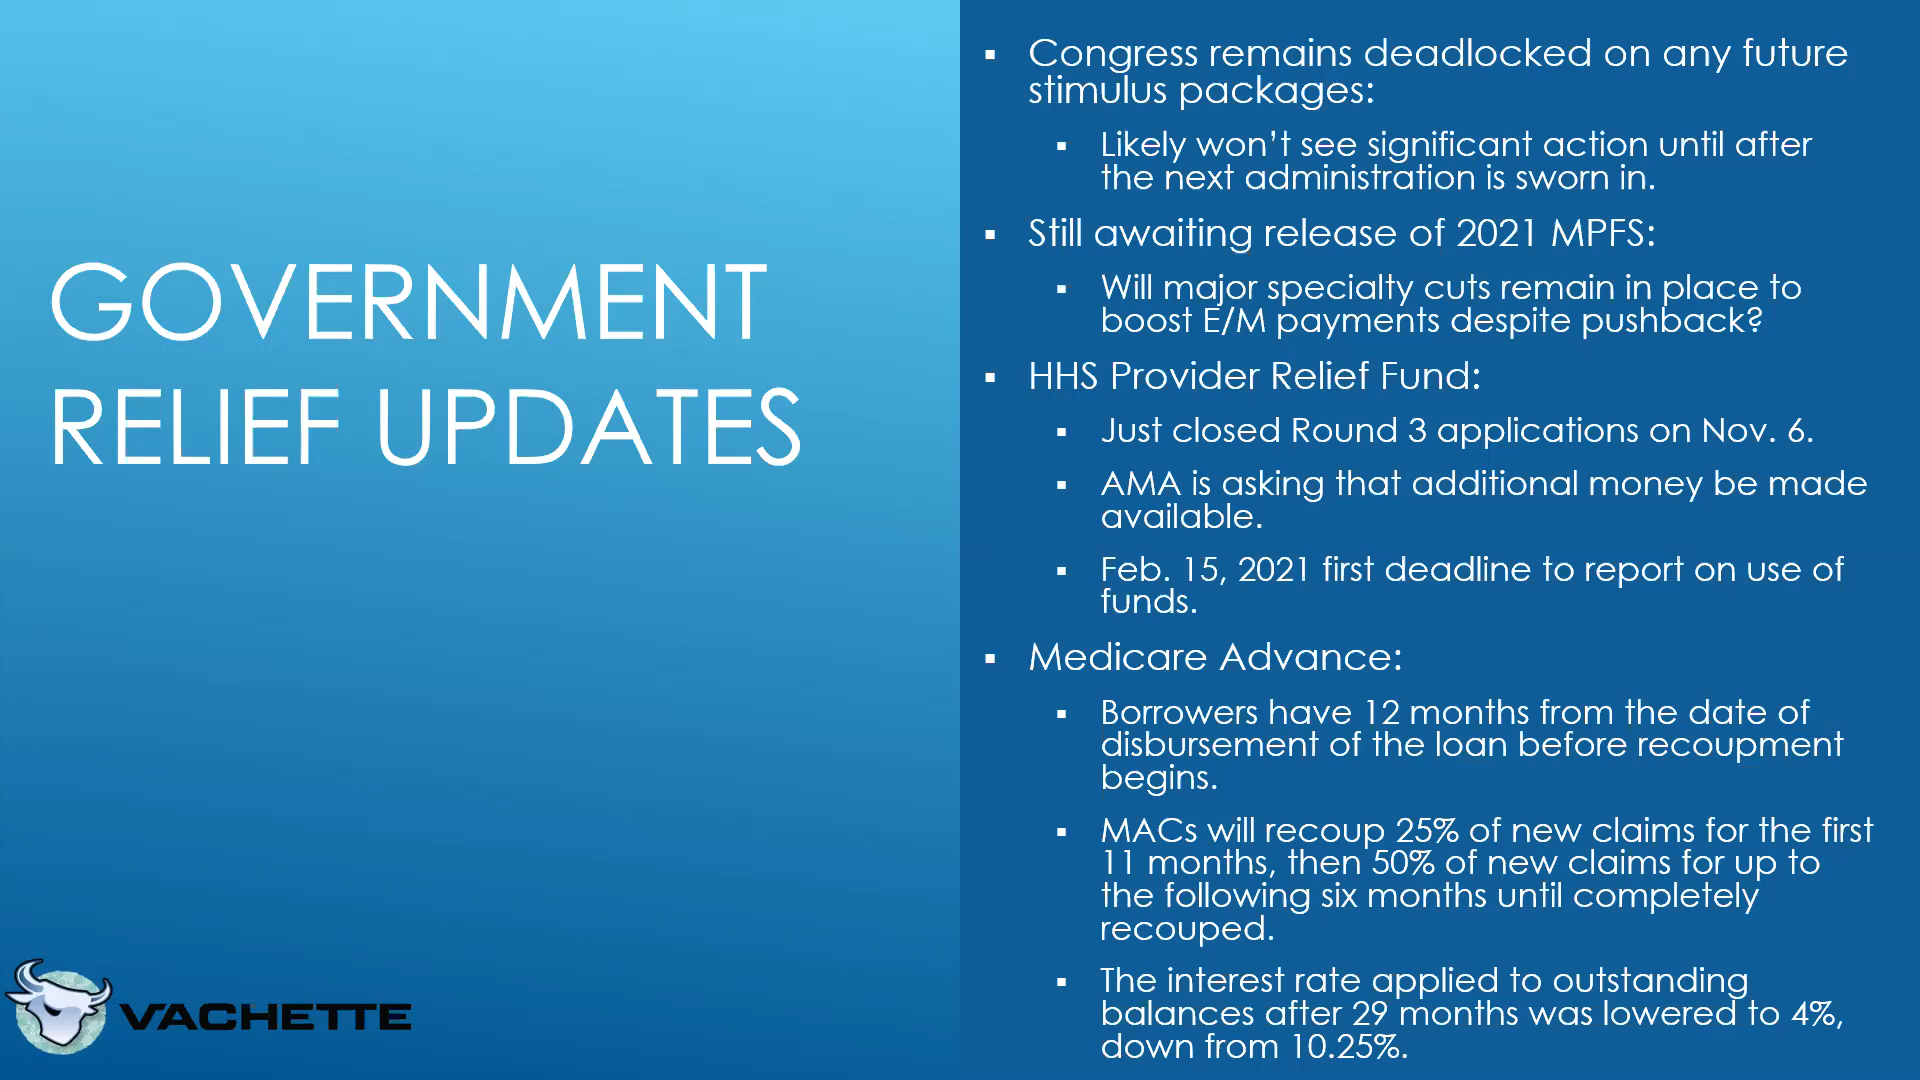 GOVERNMENT
RELIEF UPDATES
VACHETTE
▪ Congress remains deadlocked on any future
stimulus packages:
▪ Likely won’t see significant action until after
the next administration is sworn in.
▪ Still awaiting release of 2021 MPFS:
▪ Will major specialty cuts remain in place to
boost E/M payments despite pushback?
▪ HHS Provider Relief Fund:
▪ Just closed Round 3 applications on Nov. 6.
▪ AMA is asking that additional money be made
available.
▪ Feb. 15, 2021 first deadline to report on use of
funds.
▪ Medicare Advance:
▪ Borrowers have 12 months from the date of
disbursement of the loan before recoupment
begins.
▪ MACs will recoup 25% of new claims for the first
11 months, then 50% of new claims for up to
the following six months until completely
recouped.
▪ The interest rate applied to outstanding
balances after 29 months was lowered to 4%,
down from 10.25%.